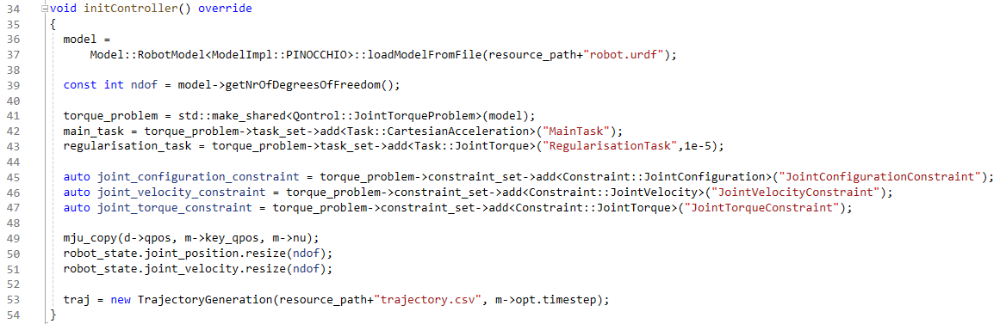 34 void initController() override
35 {
36 model =
37 Model::RobotModel<ModelImpl::PINOCCHIO>::loadModelFromFile(resource_path+"robot.urdf");
38
39 const int ndof = model->getNrOfDegreesOfFreedom();
40
41 torque_problem = std::make_shared<Qontrol::JointTorqueProblem>(model);
42 main_task = torque_problem->task_set->add<Task::CartesianAcceleration>("MainTask");
43 regularisation_task = torque_problem->task_set->add<Task::JointTorque>("RegularisationTask",1e-5);
44
45 auto joint_configuration_constraint = torque_problem->constraint_set->add<Constraint::JointConfiguration>("JointConfigurationConstraint");
46 auto joint_velocity_constraint = torque_problem->constraint_set->add<Constraint::JointVelocity>("JointVelocityConstraint");
47 auto joint_torque_constraint = torque_problem->constraint_set->add<Constraint::JointTorque>("JointTorqueConstraint");
48
49 mju_copy(d->qpos, m->key_qpos, m->nu);
50 robot_state.joint_position.resize(ndof);
51 robot_state.joint_velocity.resize(ndof);
52
53 traj = new TrajectoryGeneration(resource_path+"trajectory.csv", m->opt.timestep);
54 }